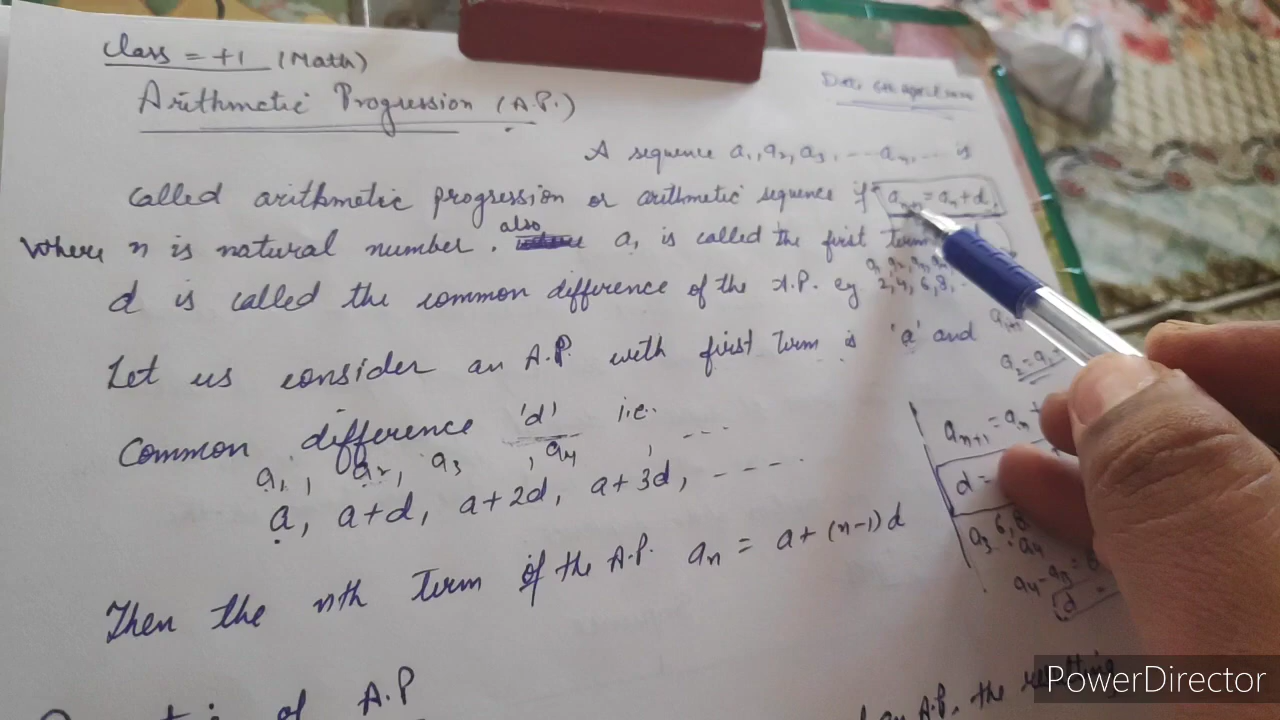 Class = +1 (Math)
Arithmetic Progression (A.P.)
A sequence a₁, a₂, a₃, ... aₙ, ... is
called arithmetic progression or arithmetic sequence if aₙ₊₁ = aₙ + d,
where n is natural number. also a₁ is called the first term
d is called the common difference of the A.P. eg 2, 4, 6, 8,
Let us consider an A.P. with first term is 'a' and
Common difference 'd' i.e.
a₁, a₂, a₃, a₄, ---
a, a+d, a+2d, a+3d, ----
Then the nth term of the A.P. aₙ = a + (n-1)d
aₙ₊₁ = aₙ +
d =
of A.P
A.P. the
PowerDirector